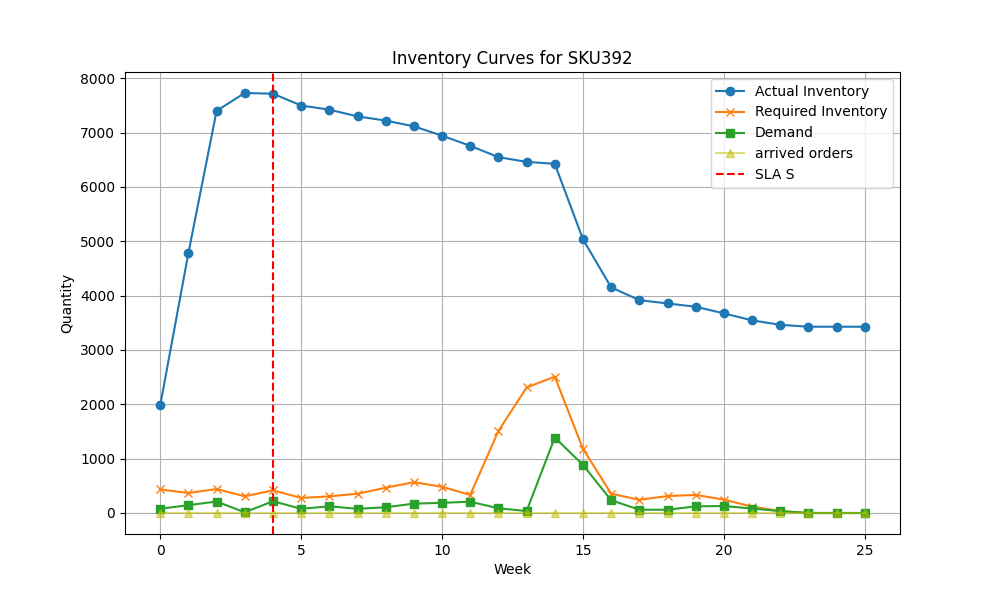 Inventory Curves for SKU392
8000
7000
6000
5000
4000
3000
2000
1000
0
Quantity
0 5 10 15 20 25
Week
Actual Inventory
Required Inventory
Demand
arrived orders
SLA S